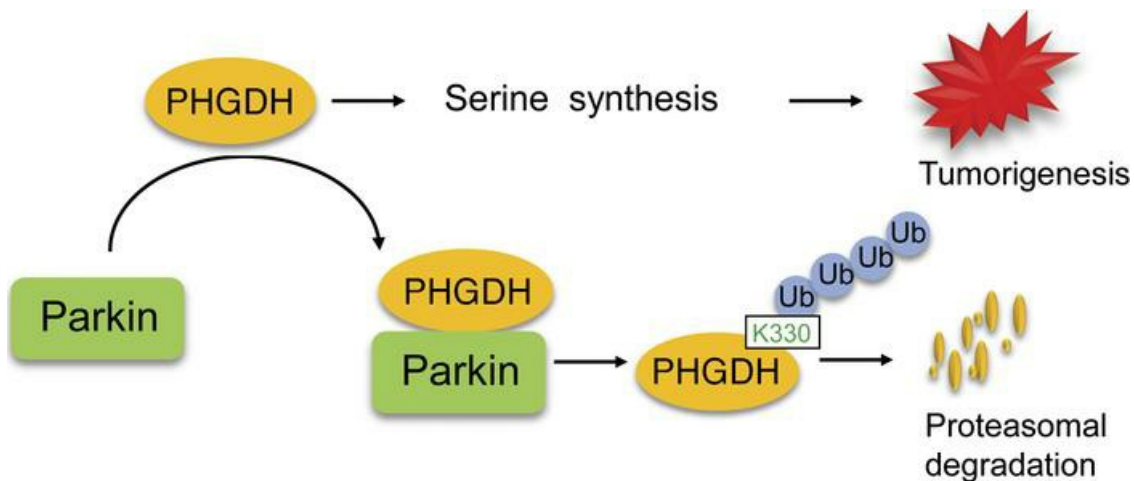 PHGDH
Serine synthesis
Tumorigenesis
Parkin
PHGDH
Parkin
PHGDH
K330
Ub
Ub
Ub
Ub
Proteasomal
degradation